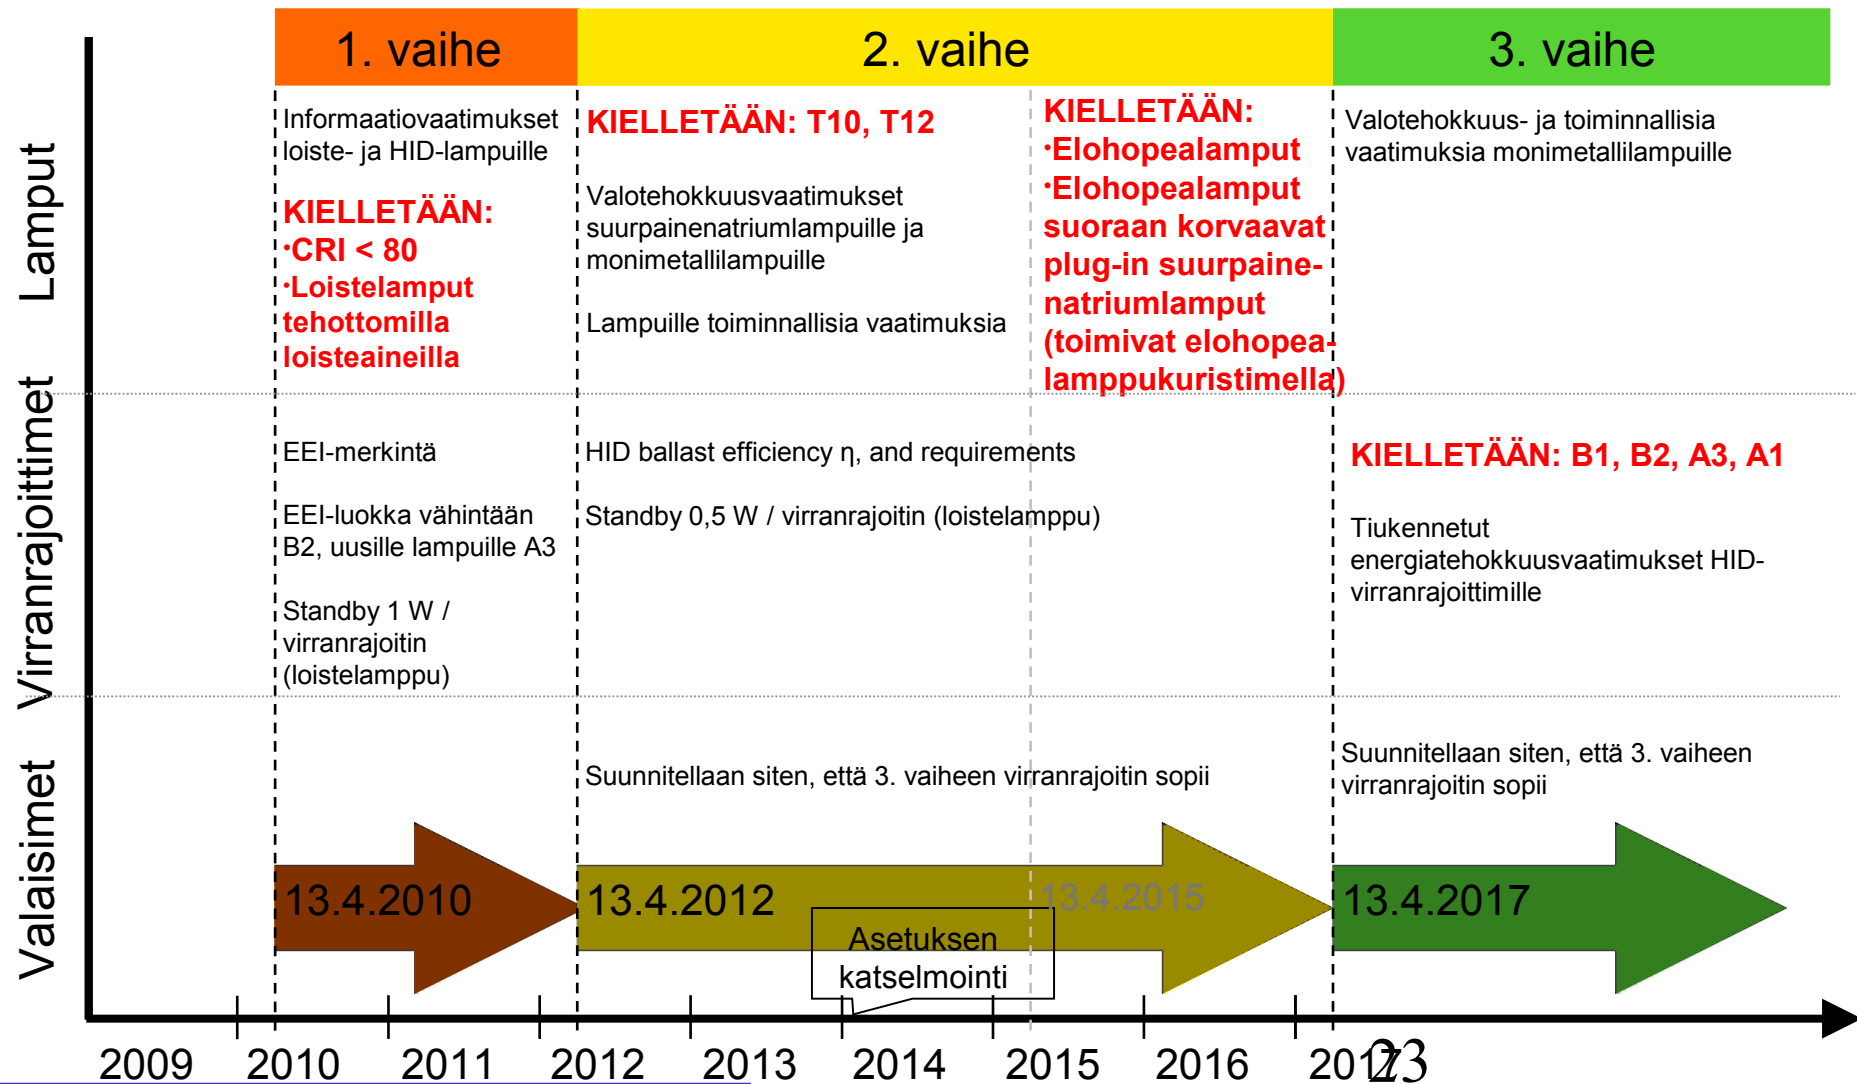 1. vaihe
2. vaihe
3. vaihe
Lamput
Informaatiovaatimukset
loiste- ja HID-lampuille
KIELLETÄÄN:
•CRI < 80
•Loistelamput
tehottomilla
loisteaineilla
KIELLETÄÄN: T10, T12
Valotehokkuusvaatimukset
suurpainenatriumlampuille ja
monimetallilampuille
Lampuille toiminnallisia vaatimuksia
KIELLETÄÄN:
•Elohopealamput
•Elohopealamput
suoraan korvaavat
plug-in suurpaine-
natriumlamput
(toimivat elohopea-
lamppukuristimella)
Valotehokkuus- ja toiminnallisia
vaatimuksia monimetallilampuille
Virranrajoittimet
EEI-merkintä
EEI-luokka vähintään
B2, uusille lampuille A3
Standby 1 W /
virranrajoitin
(loistelamppu)
HID ballast efficiency η, and requirements
Standby 0,5 W / virranrajoitin (loistelamppu)
KIELLETÄÄN: B1, B2, A3, A1
Tiukennetut
energiatehokkuusvaatimukset HID-
virranrajoittimille
Valaisimet
Suunnitellaan siten, että 3. vaiheen virranrajoitin sopii
Suunnitellaan siten, että 3. vaiheen
virranrajoitin sopii
13.4.2010
13.4.2012
13.4.2015
13.4.2017
Asetuksen
katselmointi
2009
2010
2011
2012
2013
2014
2015
2016
2017
23